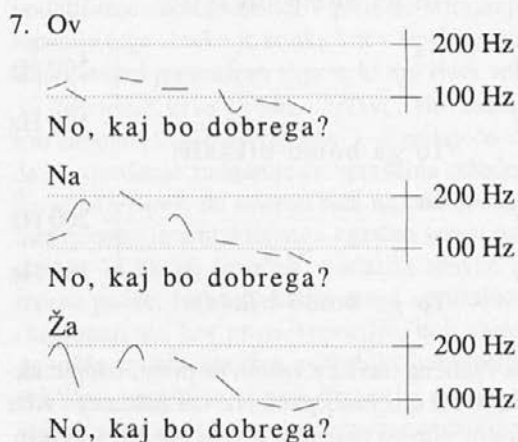 7. Ov
200 Hz
100 Hz
No, kaj bo dobrega?
Na
200 Hz
100 Hz
No, kaj bo dobrega?
Ža
200 Hz
100 Hz
No, kaj bo dobrega?